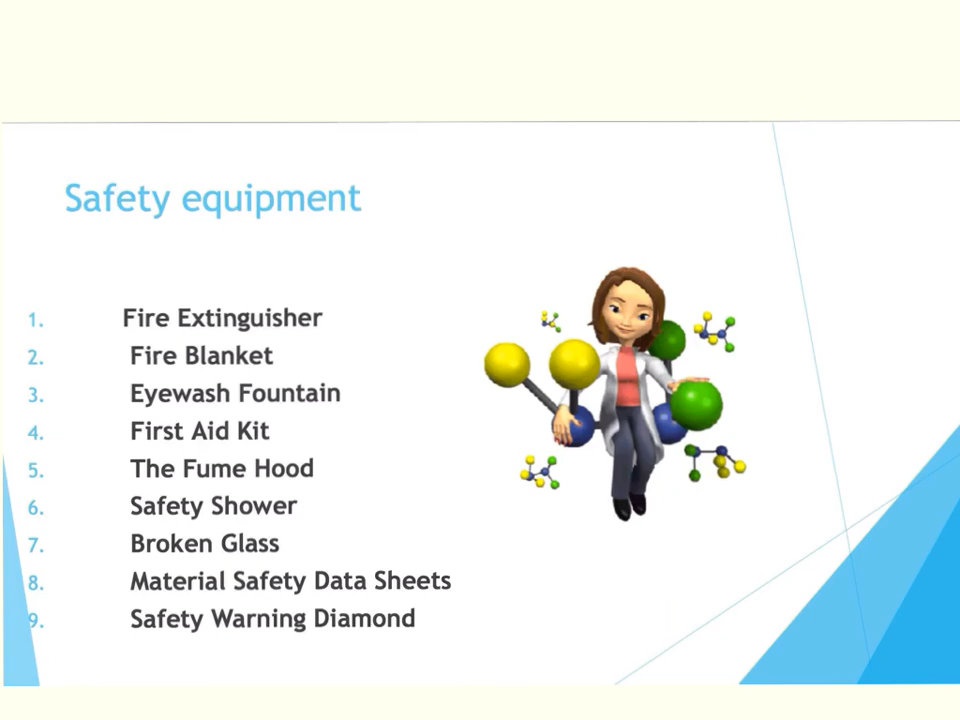 Safety equipment
1. Fire Extinguisher
2. Fire Blanket
3. Eyewash Fountain
4. First Aid Kit
5. The Fume Hood
6. Safety Shower
7. Broken Glass
8. Material Safety Data Sheets
9. Safety Warning Diamond